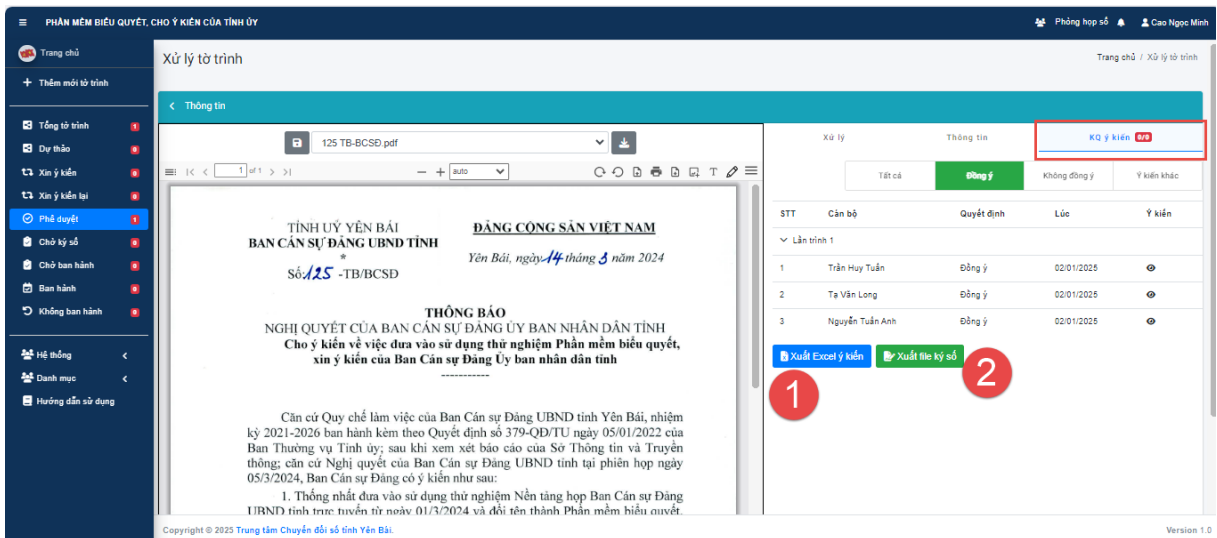 PHẦN MỀM BIỂU QUYẾT, CHO Ý KIẾN CỦA TỈNH ỦY
Phòng họp số
Cao Ngọc Minh
Trang chủ
Thêm mới tờ trình
Tổng tờ trình 1
Dự thảo 0
Xin ý kiến 0
Xin ý kiến lại 0
Phê duyệt 1
Chờ ký số 0
Chờ ban hành 0
Ban hành 0
Không ban hành 0
Hệ thống
Danh mục
Hướng dẫn sử dụng
Xử lý tờ trình
Trang chủ / Xử lý tờ trình
Thông tin
125 TB-BCSĐ.pdf
1 of 1
auto
TỈNH UỶ YÊN BÁI
BAN CÁN SỰ ĐẢNG UBND TỈNH
*
Số:125 -TB/BCSĐ
ĐẢNG CỘNG SẢN VIỆT NAM
Yên Bái, ngày 14 tháng 3 năm 2024
THÔNG BÁO
NGHỊ QUYẾT CỦA BAN CÁN SỰ ĐẢNG ỦY BAN NHÂN DÂN TỈNH
Cho ý kiến về việc đưa vào sử dụng thử nghiệm Phần mềm biểu quyết,
xin ý kiến của Ban Cán sự Đảng Ủy ban nhân dân tỉnh
-----------
Căn cứ Quy chế làm việc của Ban Cán sự Đảng UBND tỉnh Yên Bái, nhiệm
kỳ 2021-2026 ban hành kèm theo Quyết định số 379-QĐ/TU ngày 05/01/2022 của
Ban Thường vụ Tỉnh ủy; sau khi xem xét báo cáo của Sở Thông tin và Truyền
thông; căn cứ Nghị quyết của Ban Cán sự Đảng UBND tỉnh tại phiên họp ngày
05/3/2024, Ban Cán sự Đảng có ý kiến như sau:
1. Thống nhất đưa vào sử dụng thử nghiệm Nền tảng họp Ban Cán sự Đảng
UBND tỉnh trực tuyến từ ngày 01/3/2024 và đổi tên thành Phần mềm biểu quyết,
Xử lý
Thông tin
KQ ý kiến 0/0
Tất cả
Đồng ý
Không đồng ý
Ý kiến khác
STT Cán bộ Quyết định Lúc Ý kiến
Lần trình 1
1 Trần Huy Tuấn Đồng ý 02/01/2025
2 Tạ Văn Long Đồng ý 02/01/2025
3 Nguyễn Tuấn Anh Đồng ý 02/01/2025
Xuất Excel ý kiến
Xuất file ký số
1
2
Copyright © 2025 Trung tâm Chuyển đổi số tỉnh Yên Bái.
Version 1.0